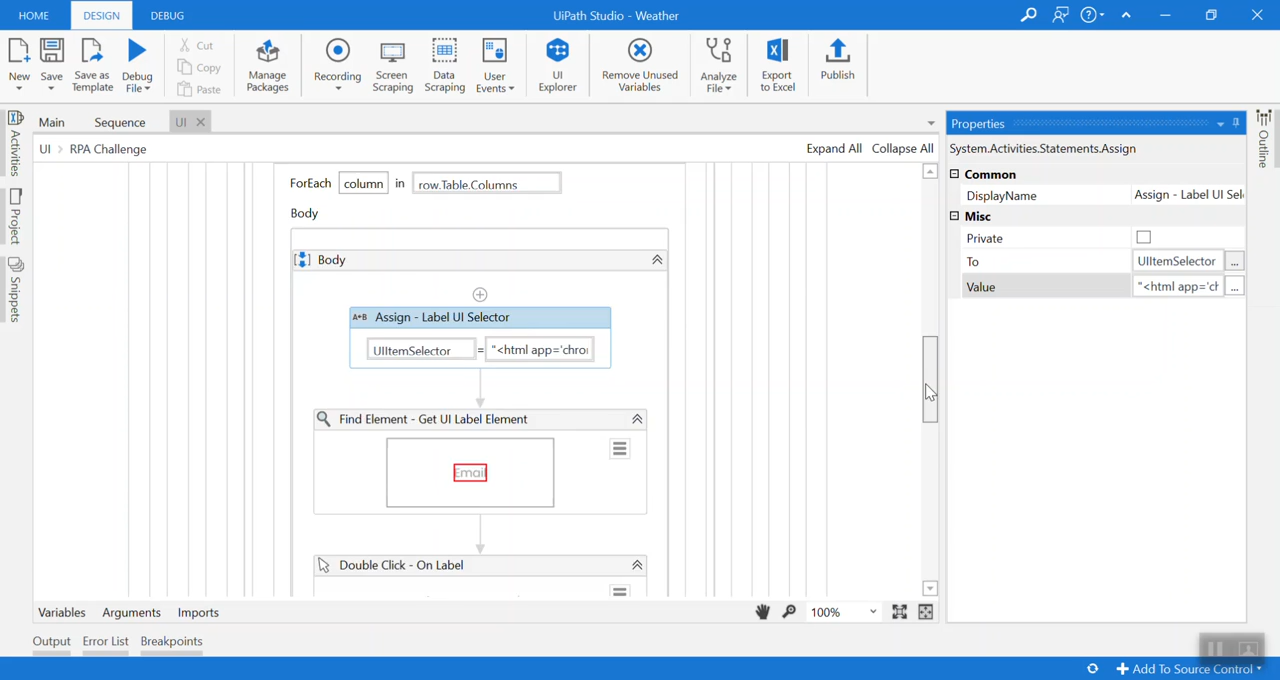 HOME DESIGN DEBUG UiPath Studio - Weather
New Save Save as Template Debug File Cut Copy Paste Manage Packages Recording Screen Scraping Data Scraping User Events UI Explorer Remove Unused Variables Analyze File Export to Excel Publish
Main Sequence UI
UI > RPA Challenge Expand All Collapse All
Activities
Project
Snippets
ForEach column in row.Table.Columns
Body
Body
A*B Assign - Label UI Selector
UIItemSelector = "<html app='chro
Find Element - Get UI Label Element
Email
Double Click - On Label
Properties
System.Activities.Statements.Assign
Common
DisplayName Assign - Label UI Sel
Misc
Private
To UIItemSelector ...
Value "<html app='ch ...
Outline
Variables Arguments Imports 100%
Output Error List Breakpoints
Add To Source Control